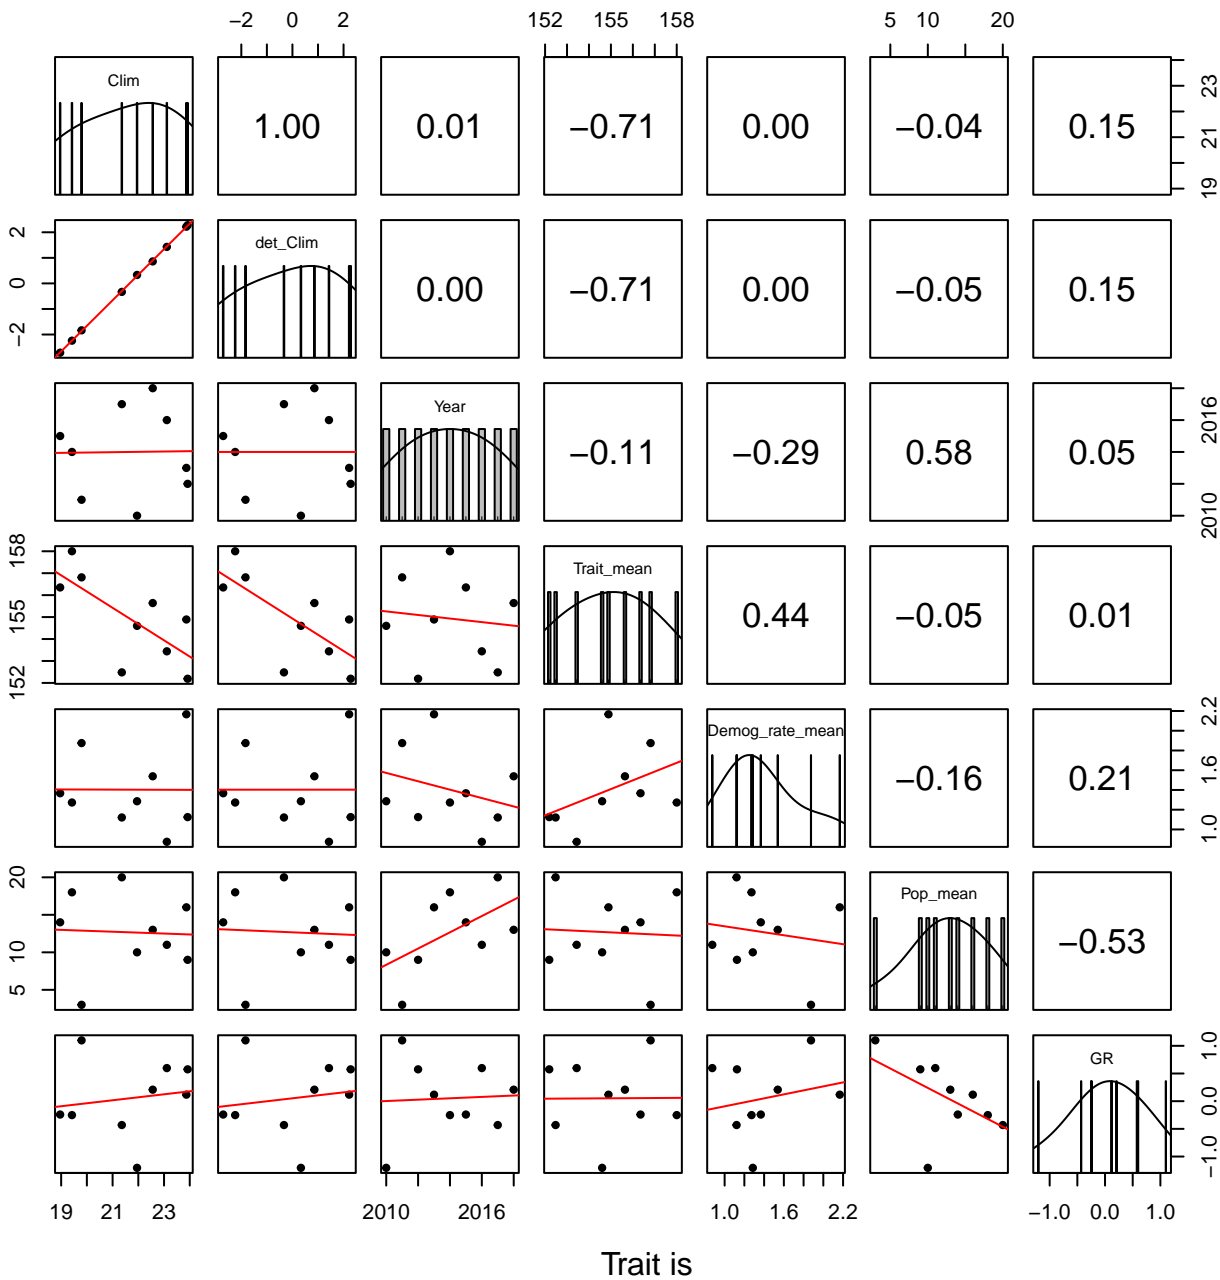 −2 0 2 152 155 158 5 10 20
Clim 1.00 0.01 −0.71 0.00 −0.04 0.15 19 21 23
−2 0 2 det_Clim 0.00 −0.71 0.00 −0.05 0.15
Year −0.11 −0.29 0.58 0.05 2010 2016
152 155 158 Trait_mean 0.44 −0.05 0.01
Demog_rate_mean −0.16 0.21 1.0 1.6 2.2
5 10 20 Pop_mean −0.53
GR −1.0 0.0 1.0
19 21 23 2010 2016 1.0 1.6 2.2 −1.0 0.0 1.0
Trait is